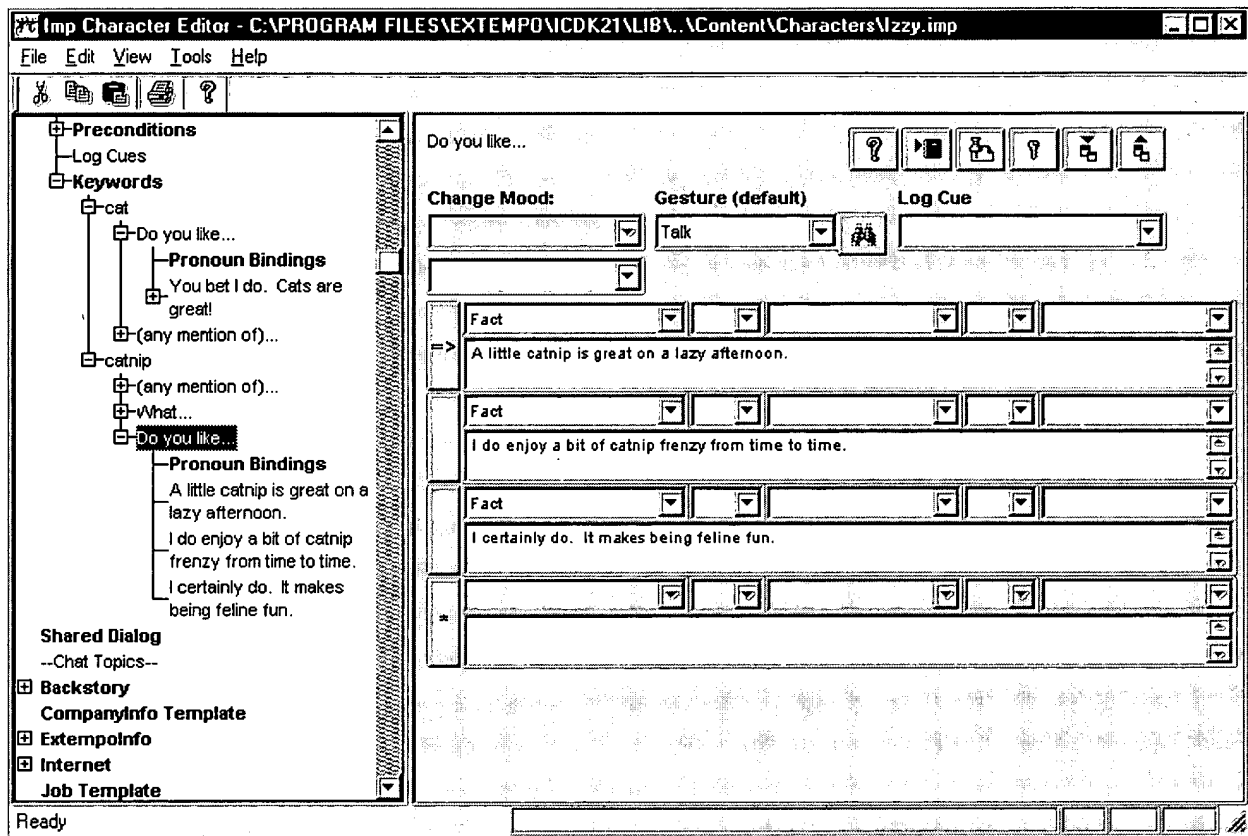 Imp Character Editor - C:\PROGRAM FILES\EXTEMPO\ICDK21\LIB\..\Content\Characters\Izzy.imp
File Edit View Tools Help
Preconditions
Log Cues
Keywords
cat
Do you like...
Pronoun Bindings
You bet I do. Cats are
great!
(any mention of)...
catnip
(any mention of)...
What...
Do you like...
Pronoun Bindings
A little catnip is great on a
lazy afternoon.
I do enjoy a bit of catnip
frenzy from time to time.
I certainly do. It makes
being feline fun.
Shared Dialog
--Chat Topics--
Backstory
CompanyInfo Template
ExtempoInfo
Internet
Job Template
Do you like...
Change Mood: Gesture (default) Log Cue
Talk
Fact
=> A little catnip is great on a lazy afternoon.
Fact
I do enjoy a bit of catnip frenzy from time to time.
Fact
I certainly do. It makes being feline fun.
*
Ready